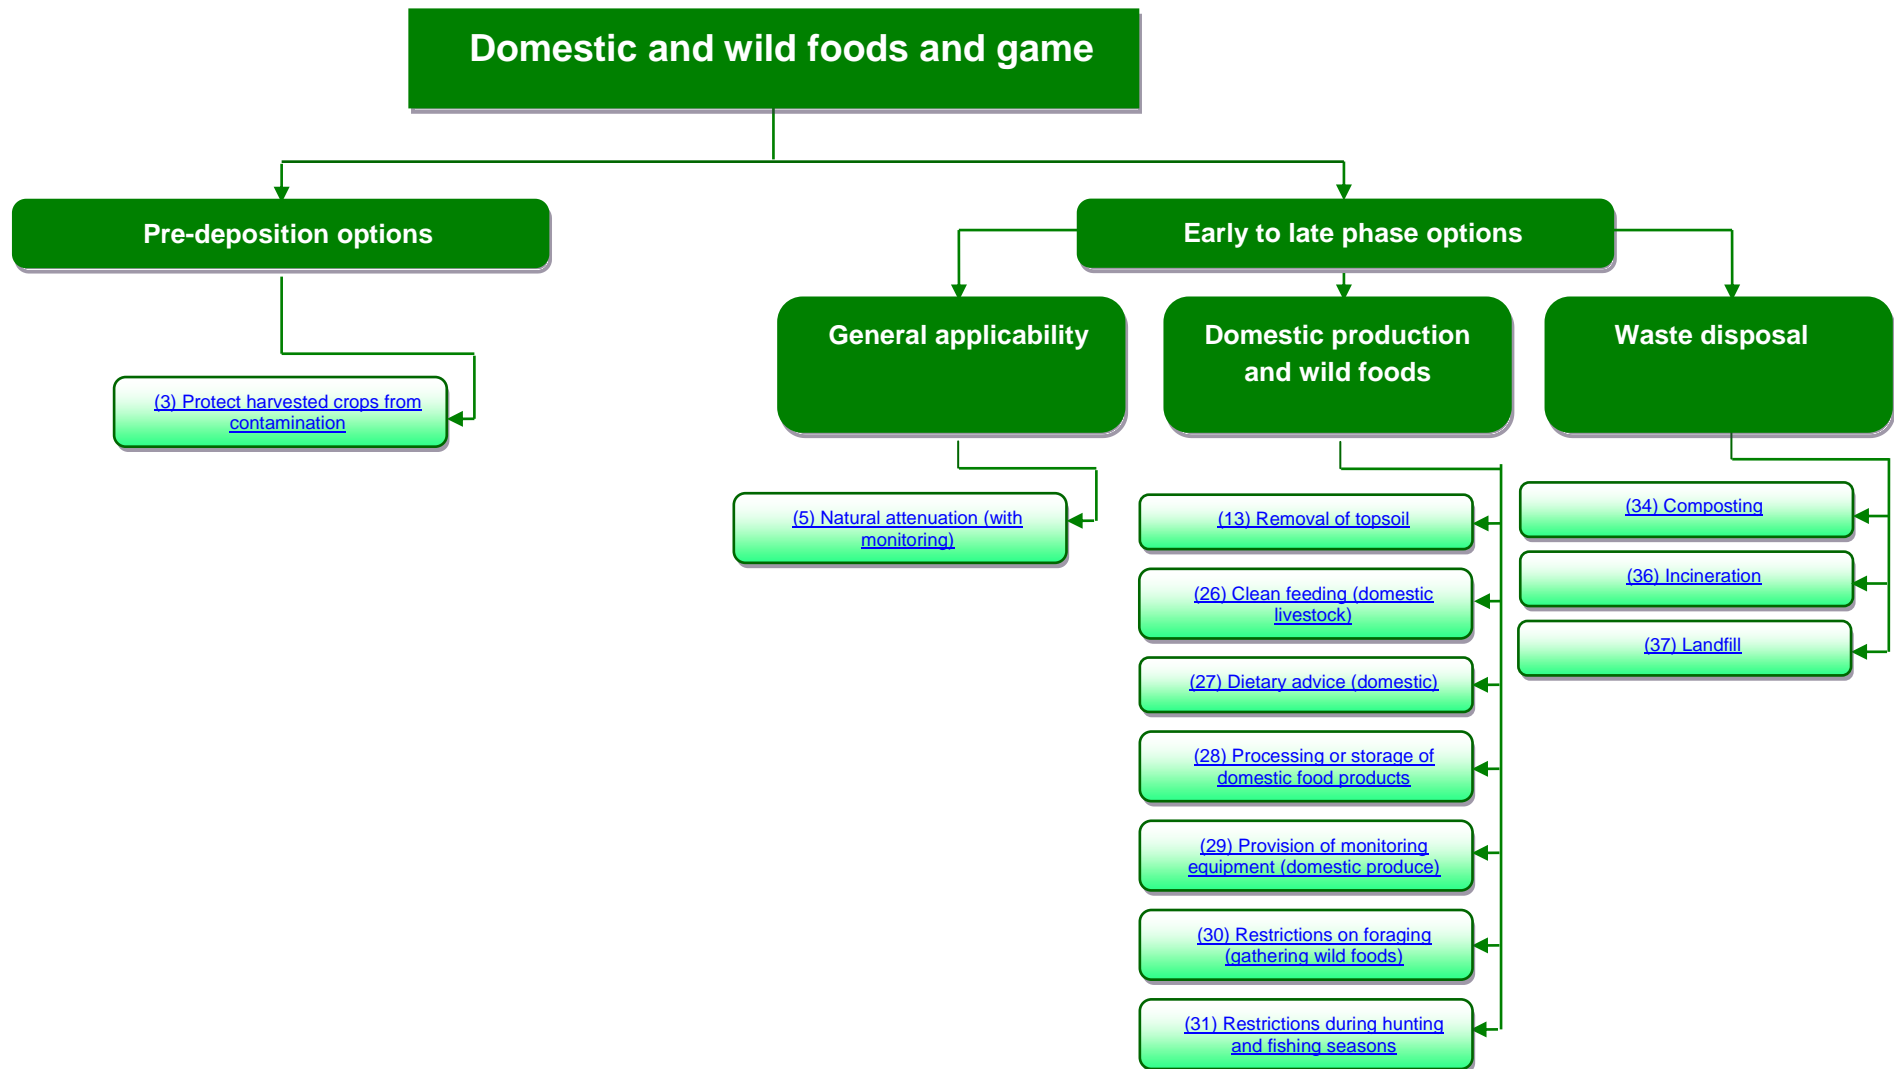 Domestic and wild foods and game
Pre-deposition options
Early to late phase options
General applicability
Domestic production
and wild foods
Waste disposal
(3) Protect harvested crops from
contamination
(5) Natural attenuation (with
monitoring)
(13) Removal of topsoil
(26) Clean feeding (domestic
livestock)
(27) Dietary advice (domestic)
(28) Processing or storage of
domestic food products
(29) Provision of monitoring
equipment (domestic produce)
(30) Restrictions on foraging
(gathering wild foods)
(31) Restrictions during hunting
and fishing seasons
(34) Composting
(36) Incineration
(37) Landfill